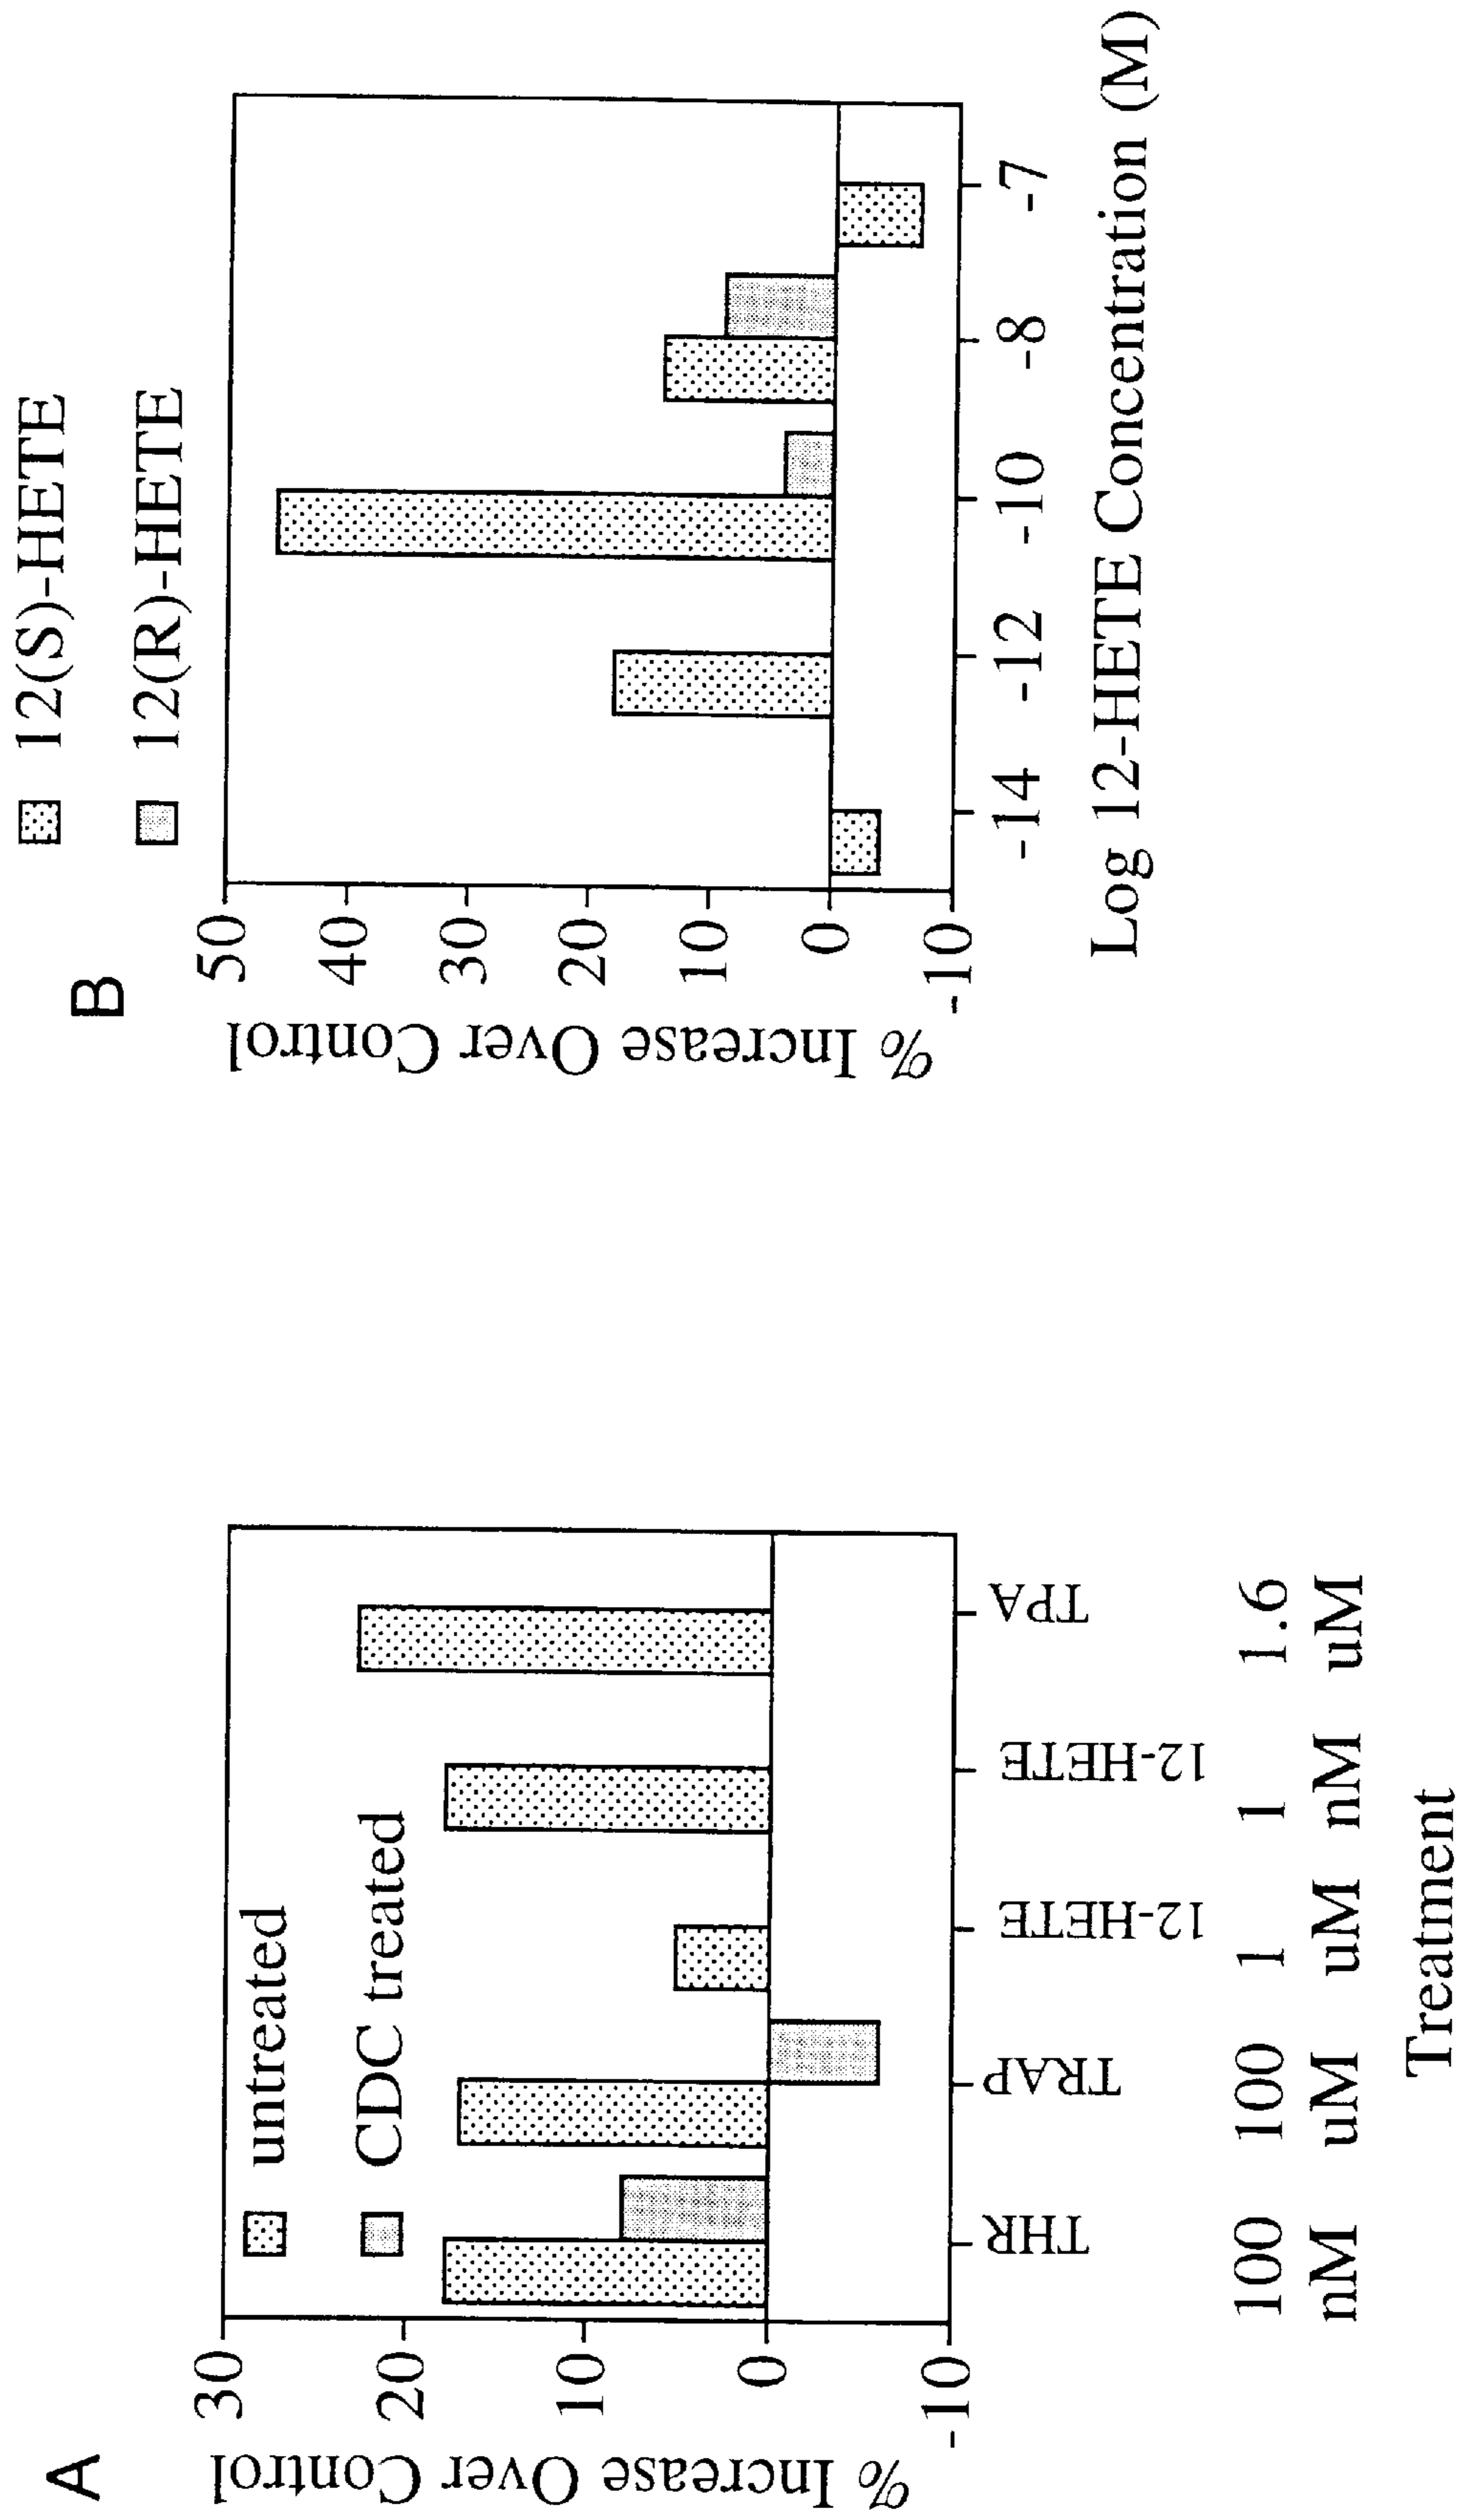 A
% Increase Over Control
30
20
10
0
-10
untreated
CDC treated
THR
TRAP
12-HETE
12-HETE
TPA
100 100 1 1 1.6
nM uM uM nM uM
Treatment
B
12(S)-HETE
12(R)-HETE
% Increase Over Control
50
40
30
20
10
0
-10
-14 -12 -10 -8 -7
Log 12-HETE Concentration (M)